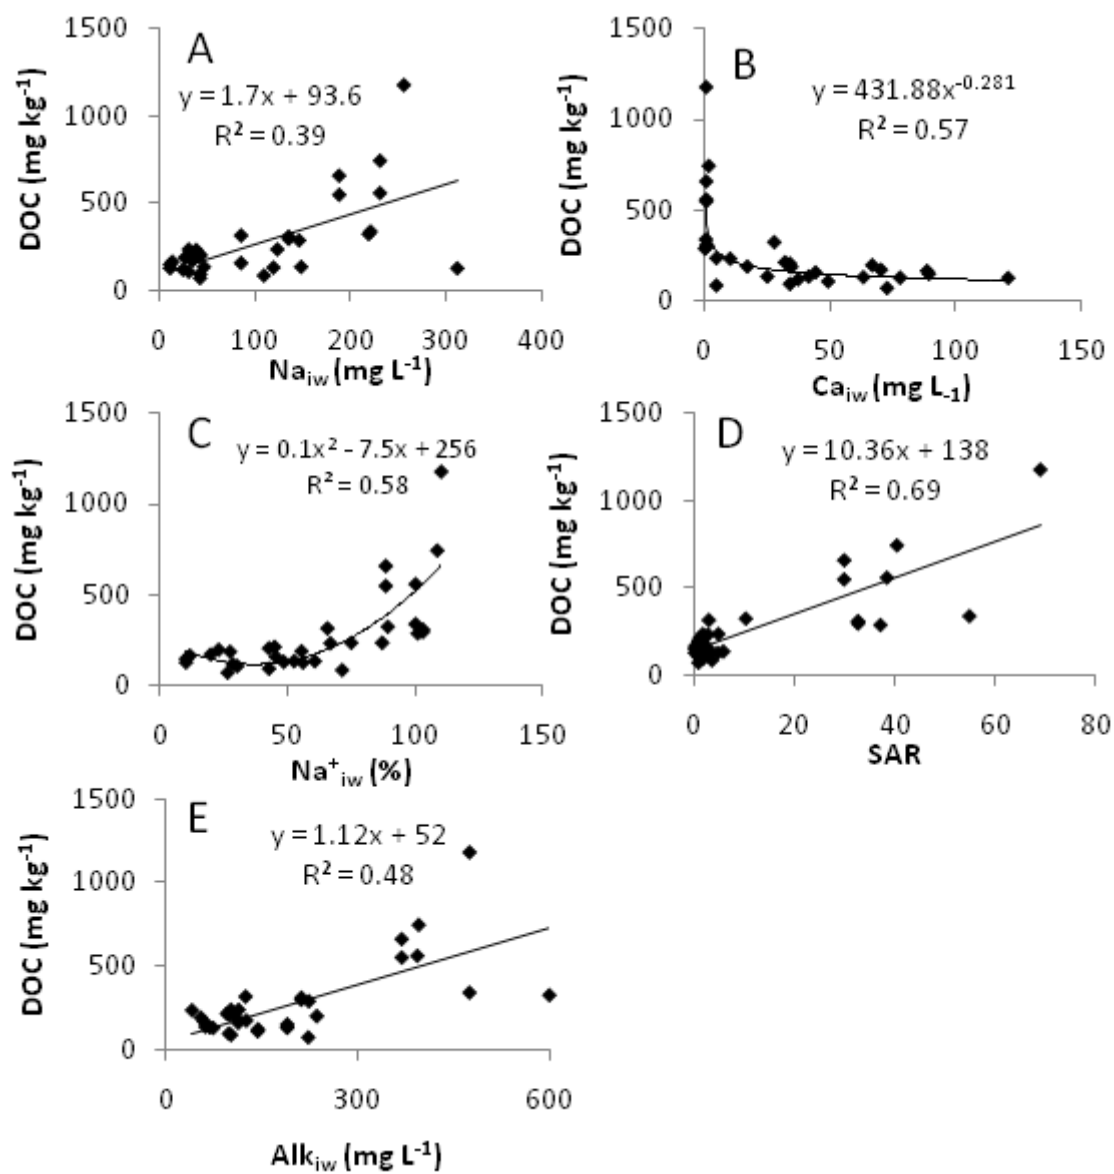 A
y = 1.7x + 93.6
R² = 0.39
DOC (mg kg⁻¹)
1500
1000
500
0
0 100 200 300 400
Naiw (mg L⁻¹)
B
y = 431.88x⁻⁰·²⁸¹
R² = 0.57
DOC (mg kg⁻¹)
1500
1000
500
0
0 50 100 150
Caiw (mg L-1)
C
y = 0.1x² - 7.5x + 256
R² = 0.58
DOC (mg kg⁻¹)
1500
1000
500
0
0 50 100 150
Na⁺iw (%)
D
y = 10.36x + 138
R² = 0.69
DOC (mg kg⁻¹)
1500
1000
500
0
0 20 40 60 80
SAR
E
y = 1.12x + 52
R² = 0.48
DOC (mg kg⁻¹)
1500
1000
500
0
0 300 600
Alkiw (mg L⁻¹)